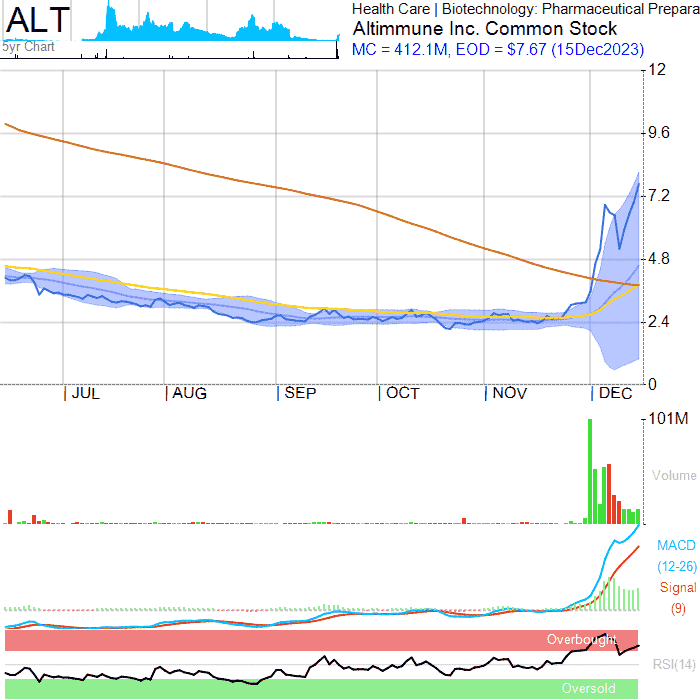 ALT
5yr Chart
Health Care | Biotechnology: Pharmaceutical Prepara
Altimmune Inc. Common Stock
MC = 412.1M, EOD = $7.67 (15Dec2023)
12
9.6
7.2
4.8
2.4
0
JUL AUG SEP OCT NOV DEC
101M
Volume
MACD
(12-26)
Signal
(9)
Overbought
RSI(14)
Oversold